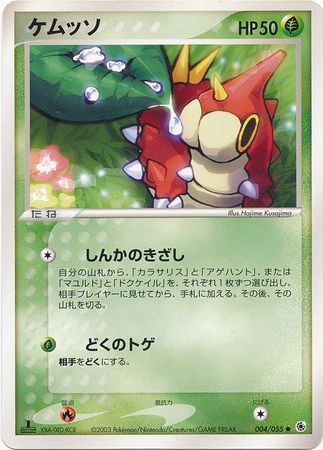 ケムッソ
HP50
たね
Illus.Hajime Kusajima
しんかのきざし
自分の山札から、「カラサリス」と「アゲハント」、または
「マユルド」と「ドクケイル」を、それぞれ1枚ずつ選び出し、
相手プレイヤーに見せてから、手札に加える。その後、その
山札を切る。
どくのトゲ
相手をどくにする。
弱点 抵抗力 にげる
1 KBA-0RD-KCR ©2003 Pokémon/Nintendo/Creatures/GAME FREAK 004/055